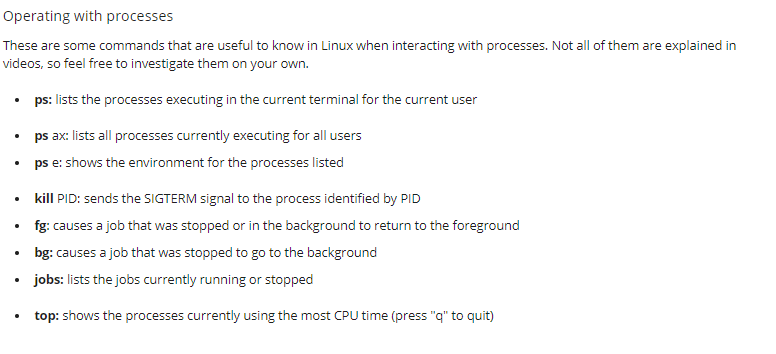 Operating with processes
These are some commands that are useful to know in Linux when interacting with processes. Not all of them are explained in
videos, so feel free to investigate them on your own.
• ps: lists the processes executing in the current terminal for the current user
• ps ax: lists all processes currently executing for all users
• ps e: shows the environment for the processes listed
• kill PID: sends the SIGTERM signal to the process identified by PID
• fg: causes a job that was stopped or in the background to return to the foreground
• bg: causes a job that was stopped to go to the background
• jobs: lists the jobs currently running or stopped
• top: shows the processes currently using the most CPU time (press "q" to quit)